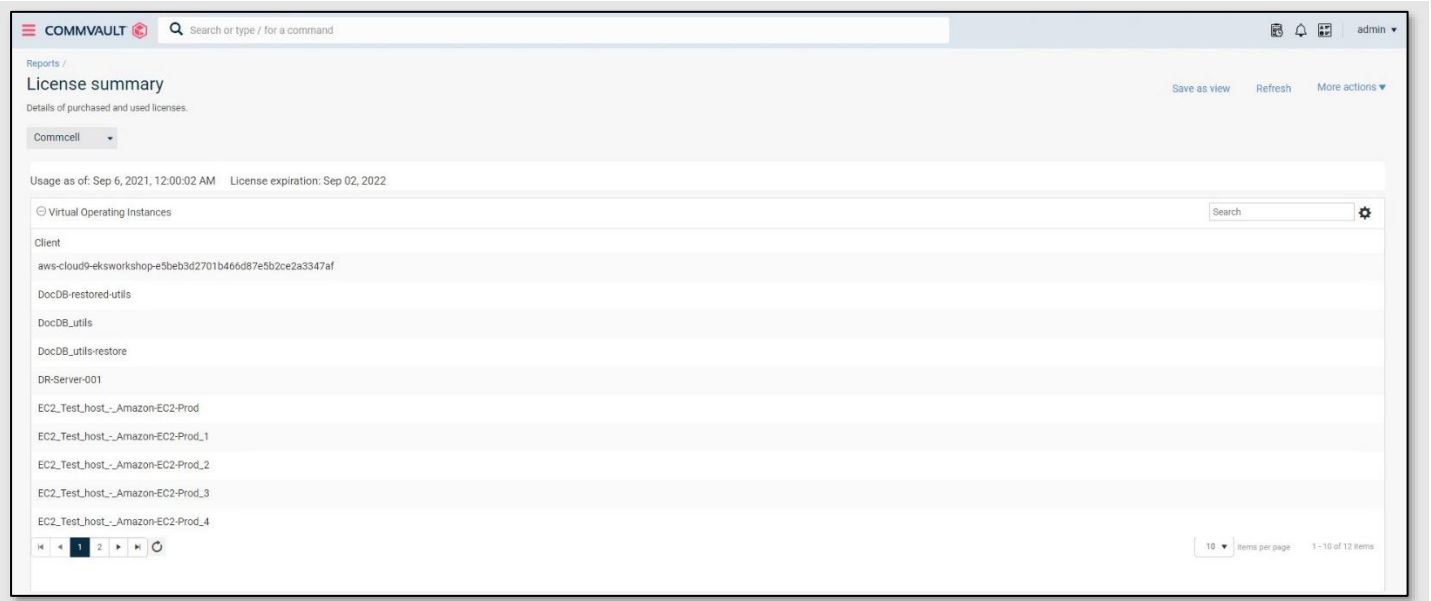 COMMVAULT Search or type / for a command admin
Reports /
License summary
Save as view Refresh More actions
Details of purchased and used licenses.
Commcell
Usage as of: Sep 6, 2021, 12:00:02 AM License expiration: Sep 02, 2022
Virtual Operating Instances Search
Client
aws-cloud9-eksworkshop-e5beb3d2701b466d87e5b2ce2a3347af
DocDB-restored-utils
DocDB_utils
DocDB_utils-restore
DR-Server-001
EC2_Test_host_-_Amazon-EC2-Prod
EC2_Test_host_-_Amazon-EC2-Prod_1
EC2_Test_host_-_Amazon-EC2-Prod_2
EC2_Test_host_-_Amazon-EC2-Prod_3
EC2_Test_host_-_Amazon-EC2-Prod_4
1 2 10 items per page 1 - 10 of 12 items